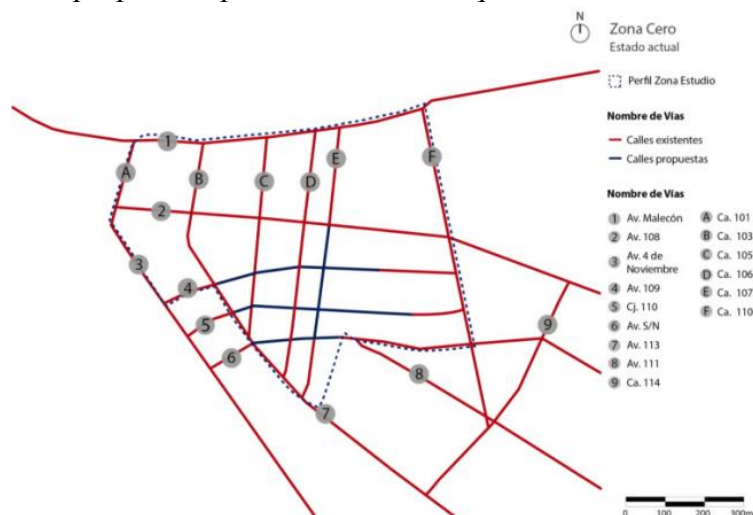 N
Zona Cero
Estado actual
Perfil Zona Estudio
Nombre de Vías
Calles existentes
Calles propuestas
Nombre de Vías
1 Av. Malecón
2 Av. 108
3 Av. 4 de
Noviembre
4 Av. 109
5 Cj. 110
6 Av. S/N
7 Av. 113
8 Av. 111
9 Ca. 114
A Ca. 101
B Ca. 103
C Ca. 105
D Ca. 106
E Ca. 107
F Ca. 110
1
A
B
C
D
E
F
2
3
4
5
6
7
8
9
0 100 200 300m